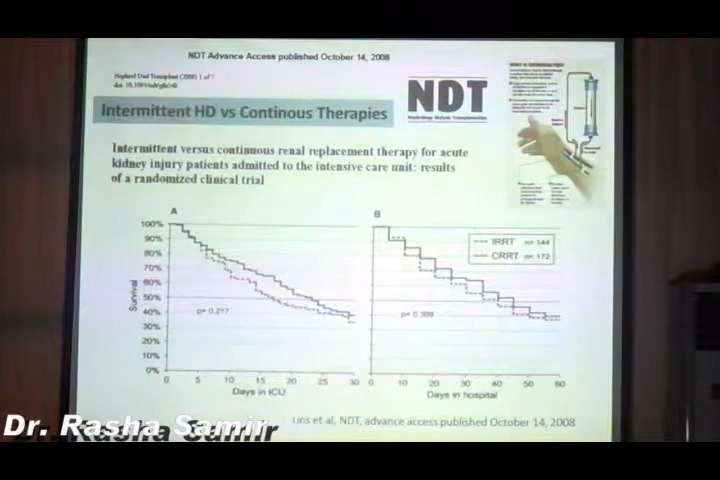 NDT Advance Access published October 14, 2008
Nephrol Dial Transplant (2008) 1 of 7
Intermittent HD vs Continous Therapies
NDT
Nephrology Dialysis Transplantation
Intermittent versus continuous renal replacement therapy for acute
kidney injury patients admitted to the intensive care unit: results
of a randomized clinical trial
A
100%
90%
80%
70%
60%
50%
40%
30%
20%
10%
0%
Survival
p= 0.217
0 5 10 15 20 25 30
Days in ICU
B
IRRT n= 144
CRRT n= 172
p= 0.309
0 10 20 30 40 50 60
Days in hospital
Lins et al, NDT, advance access published October 14, 2008
Dr. Rasha Samir